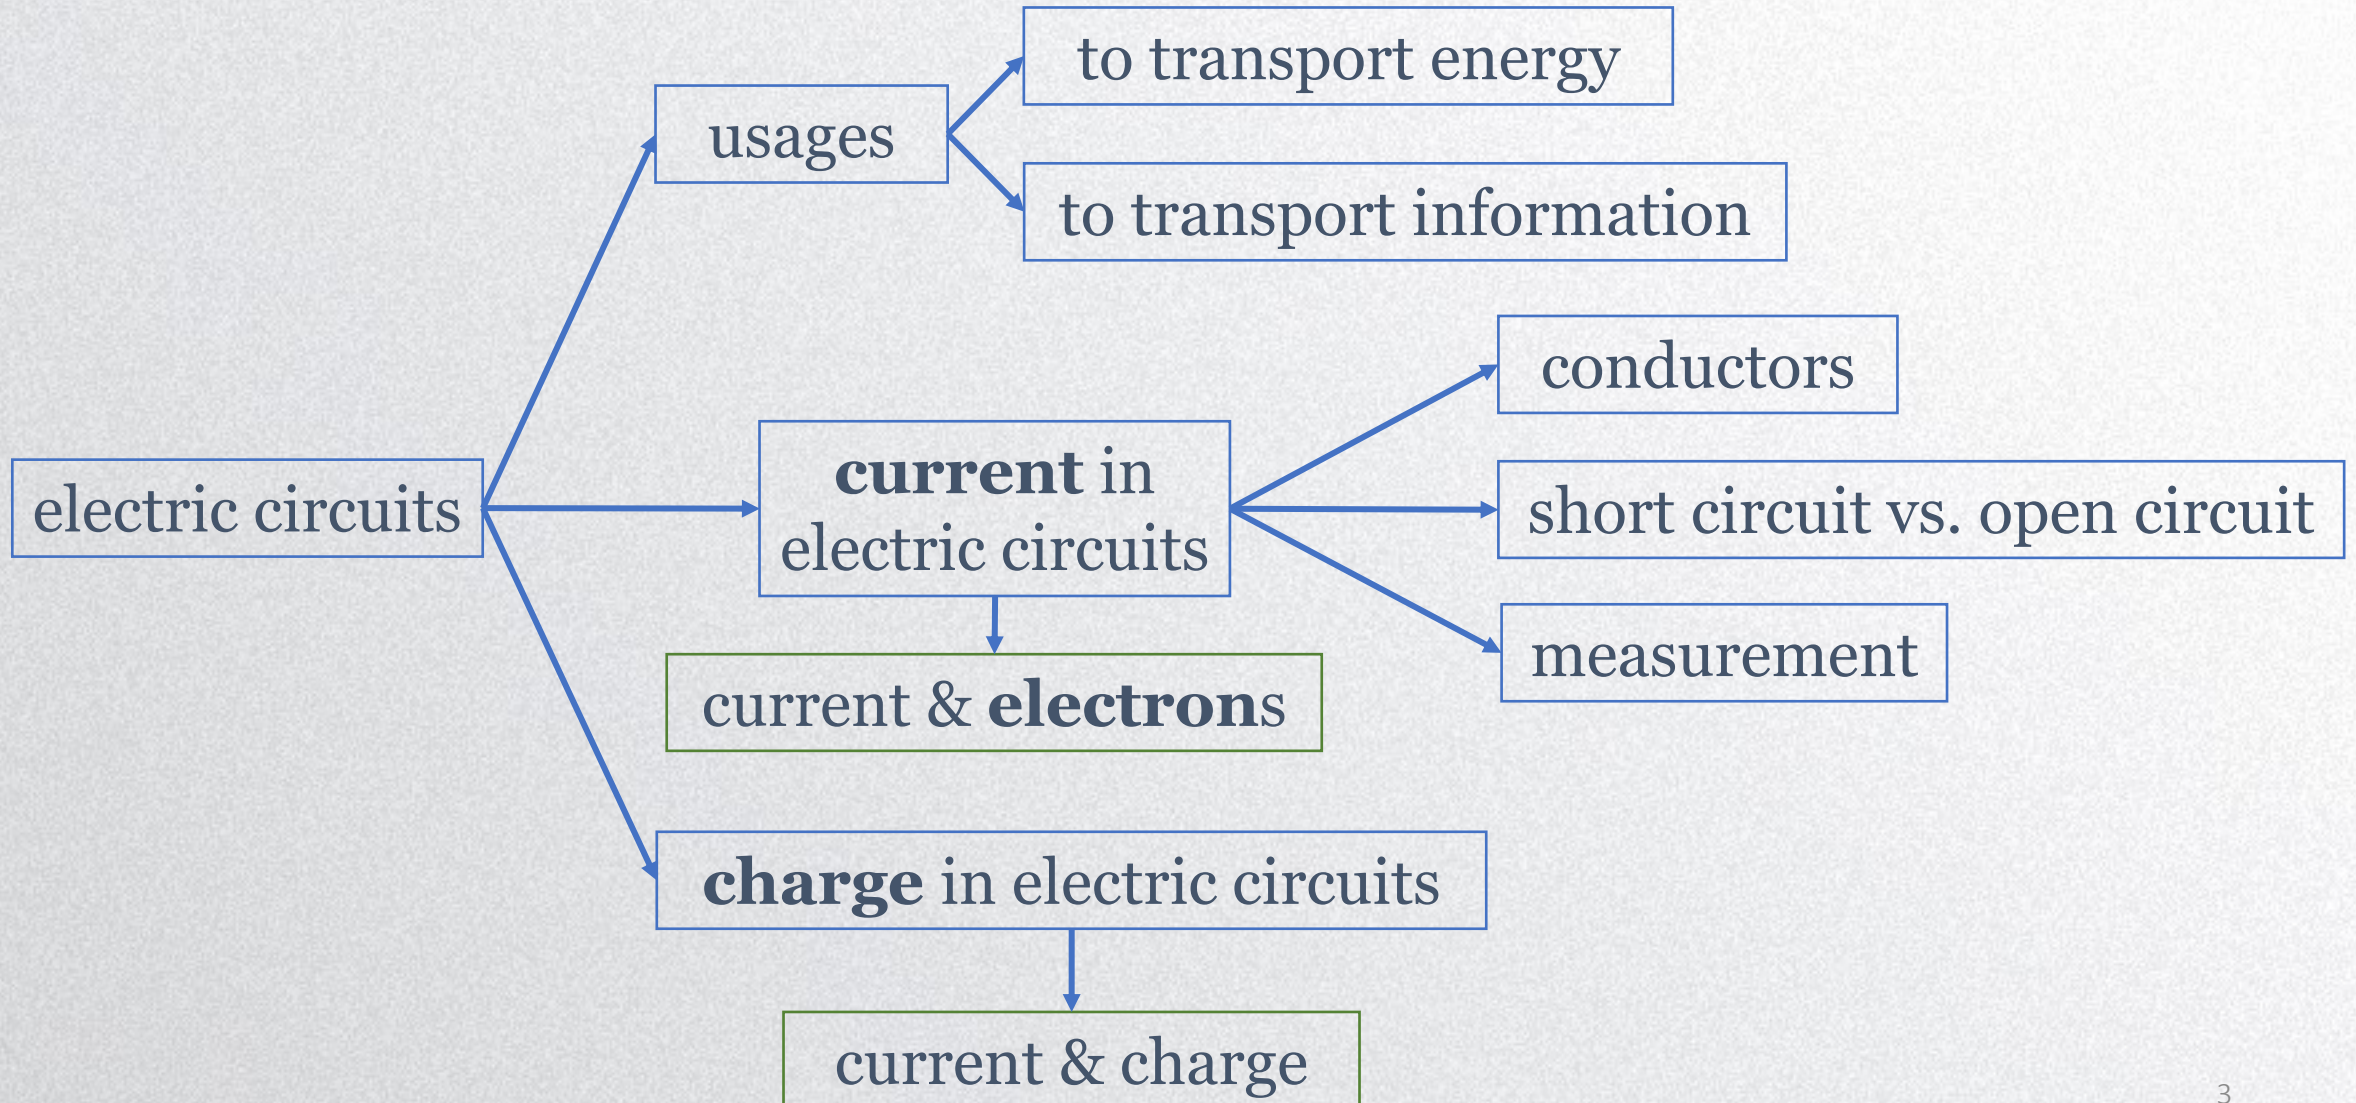 to transport energy
usages
to transport information
conductors
current in
electric circuits
electric circuits
short circuit vs. open circuit
measurement
current & electrons
charge in electric circuits
current & charge
3